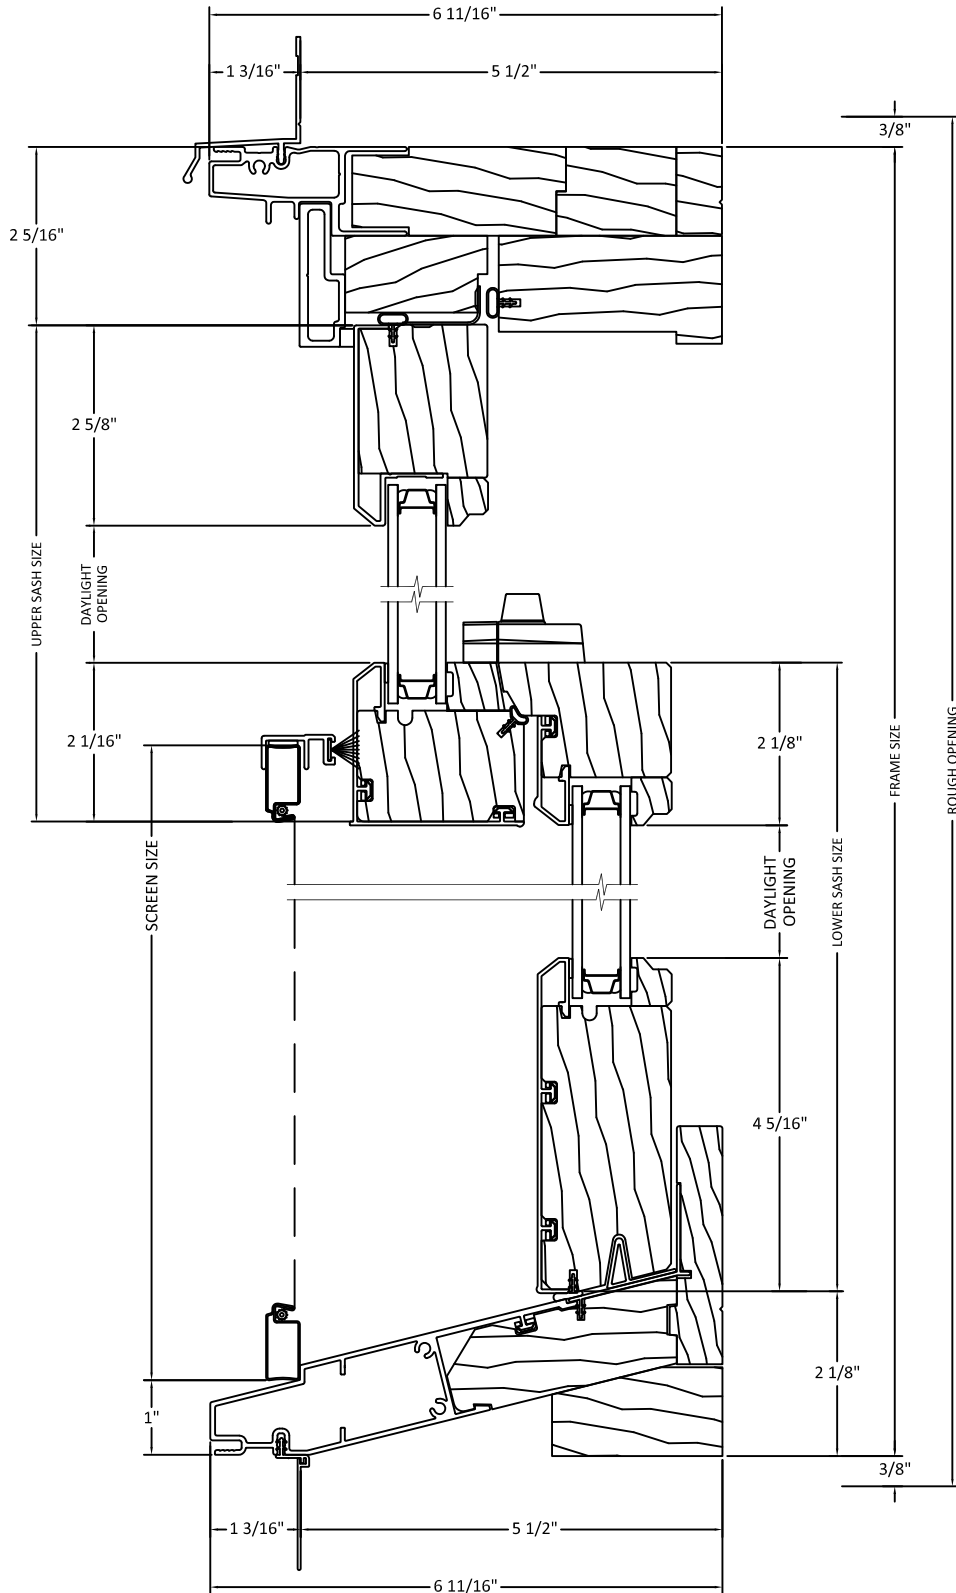 6 11/16"
1 3/16"
5 1/2"
3/8"
2 5/16"
2 5/8"
UPPER SASH SIZE
DAYLIGHT
OPENING
2 1/16"
2 1/8"
FRAME SIZE
ROUGH OPENING
SCREEN SIZE
DAYLIGHT
OPENING
LOWER SASH SIZE
4 5/16"
2 1/8"
1"
3/8"
1 3/16"
5 1/2"
6 11/16"